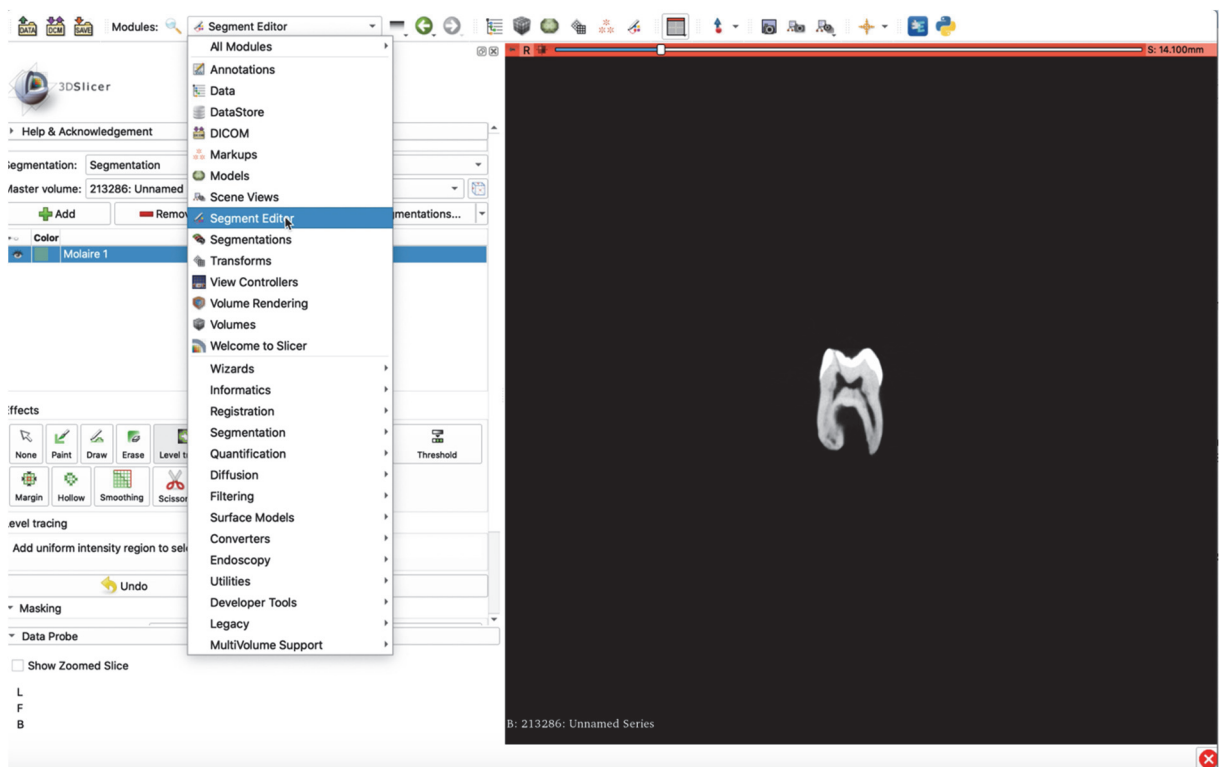 DATA DCM SAVE Modules: Segment Editor
R S: 14.100mm
All Modules
Annotations
Data
DataStore
DICOM
Markups
Models
Scene Views
Segment Editor
Segmentations
Transforms
View Controllers
Volume Rendering
Volumes
Welcome to Slicer
Wizards
Informatics
Registration
Segmentation
Quantification
Diffusion
Filtering
Surface Models
Converters
Endoscopy
Utilities
Developer Tools
Legacy
MultiVolume Support
3DSlicer
Help & Acknowledgement
egmentation: Segmentation
Master volume: 213286: Unnamed
Add Remov mentations...
Color
Molaire 1
ffects
None Paint Draw Erase Level t Threshold
Margin Hollow Smoothing Scissor
evel tracing
Add uniform intensity region to sel
Undo
Masking
Data Probe
Show Zoomed Slice
L
F
B
B: 213286: Unnamed Series